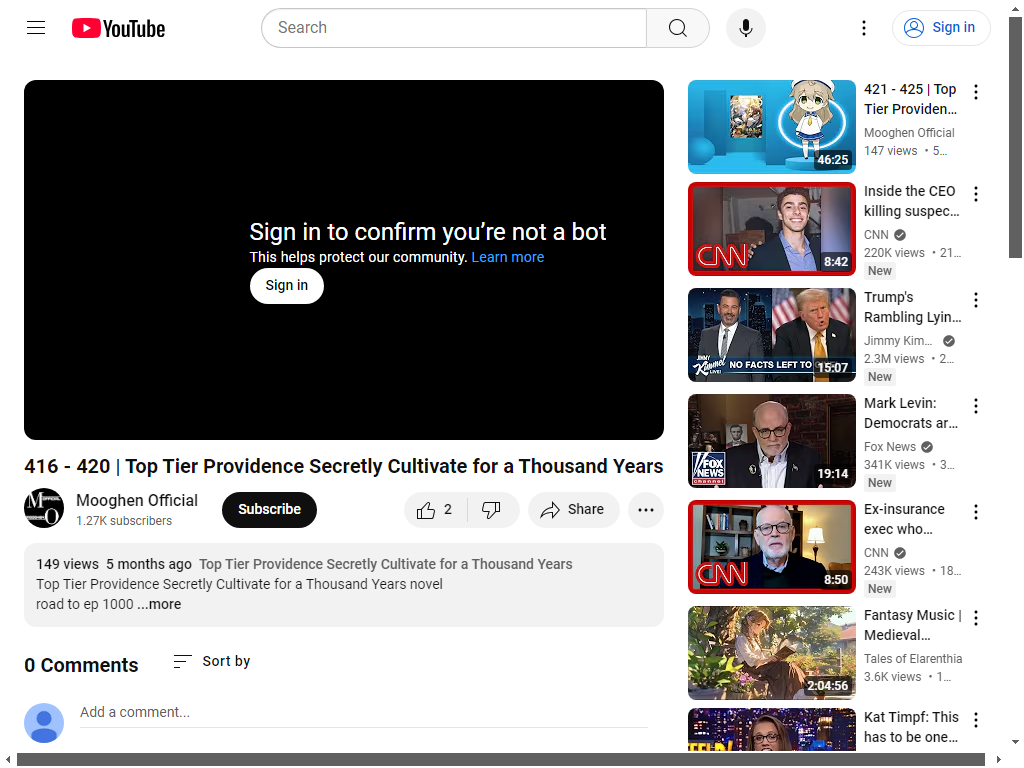 YouTube
Search
Sign in
Sign in to confirm you're not a bot
This helps protect our community. Learn more
Sign in
416 - 420 | Top Tier Providence Secretly Cultivate for a Thousand Years
Mooghen Official
1.27K subscribers
Subscribe
2
Share
149 views 5 months ago Top Tier Providence Secretly Cultivate for a Thousand Years
Top Tier Providence Secretly Cultivate for a Thousand Years novel
road to ep 1000 ...more
0 Comments
Sort by
Add a comment...
46:25
421 - 425 | Top
Tier Providen...
Mooghen Official
147 views • 5...
CNN
8:42
Inside the CEO
killing suspec...
CNN
220K views • 21...
New
JIMMY
Kimmel
LIVE!
NO FACTS LEFT TO
15:07
Trump's
Rambling Lyin...
Jimmy Kim...
2.3M views • 2...
New
FOX
NEWS
channel
19:14
Mark Levin:
Democrats ar...
Fox News
341K views • 3...
New
CNN
8:50
Ex-insurance
exec who...
CNN
243K views • 18...
New
2:04:56
Fantasy Music |
Medieval...
Tales of Elarenthia
3.6K views • 1...
Kat Timpf: This
has to be one...